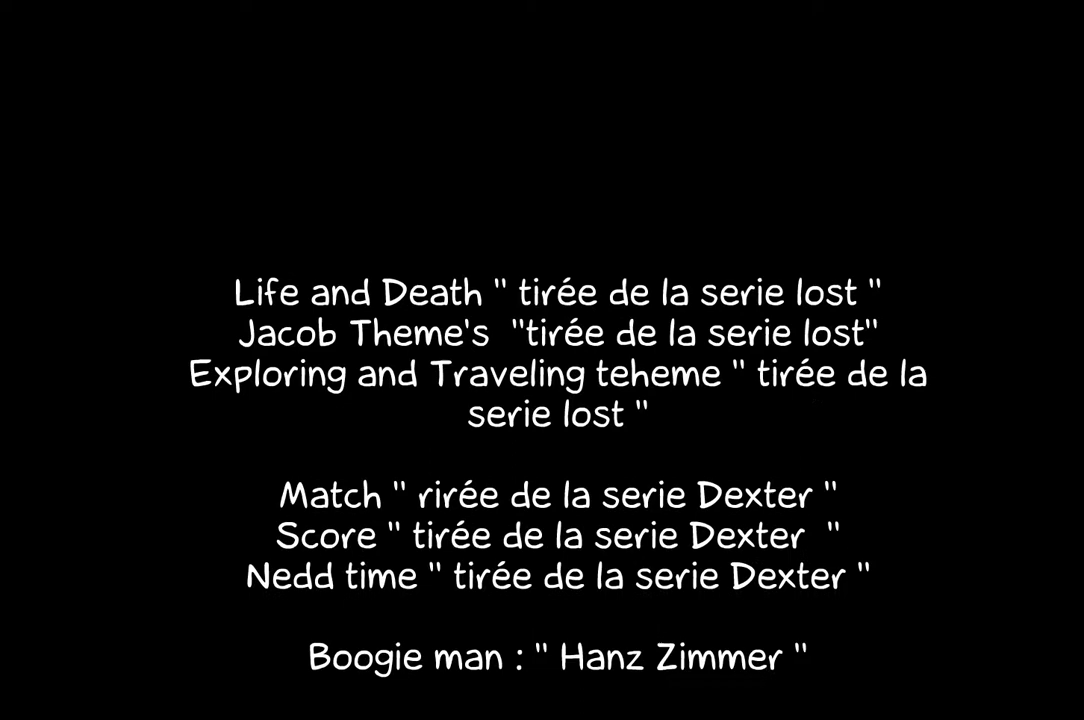 Life and Death " tirée de la serie lost "
Jacob Theme's  "tirée de la serie lost"
Exploring and Traveling teheme " tirée de la
serie lost "
Match " rirée de la serie Dexter "
Score " tirée de la serie Dexter  "
Nedd time " tirée de la serie Dexter "
Boogie man : " Hanz Zimmer "